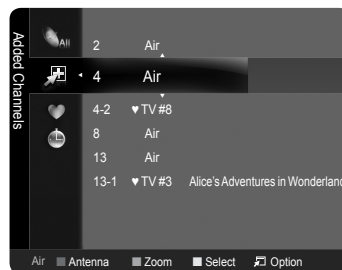 Added Channels
All
2 Air
4 Air
4-2 ♥ TV #8
8 Air
13 Air
13-1 ♥ TV #3 Alice's Adventures in Wonderland
Air Antenna Zoom Select Option